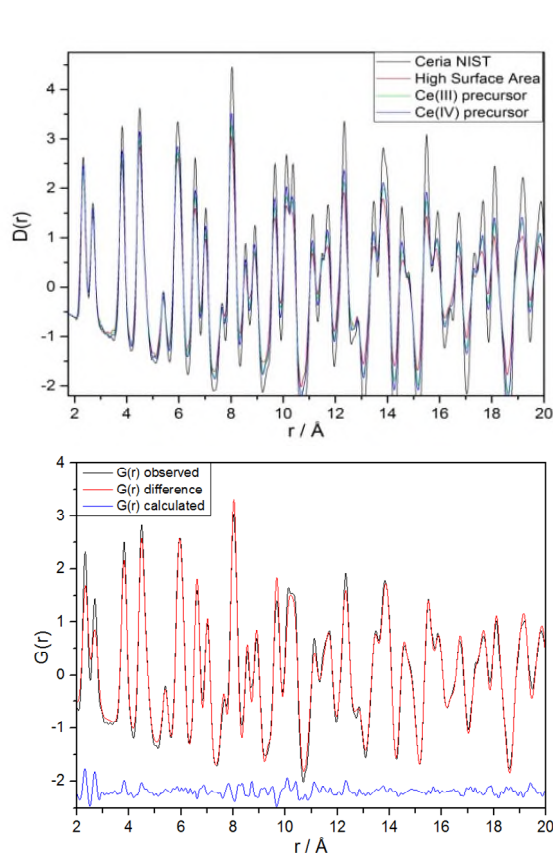 Ceria NIST
High Surface Area
Ce(III) precursor
Ce(IV) precursor
4
3
2
1
0
-1
-2
D(r)
2 4 6 8 10 12 14 16 18 20
r / Å
G(r) observed
G(r) difference
G(r) calculated
4
3
2
1
0
-1
-2
G(r)
2 4 6 8 10 12 14 16 18 20
r / Å